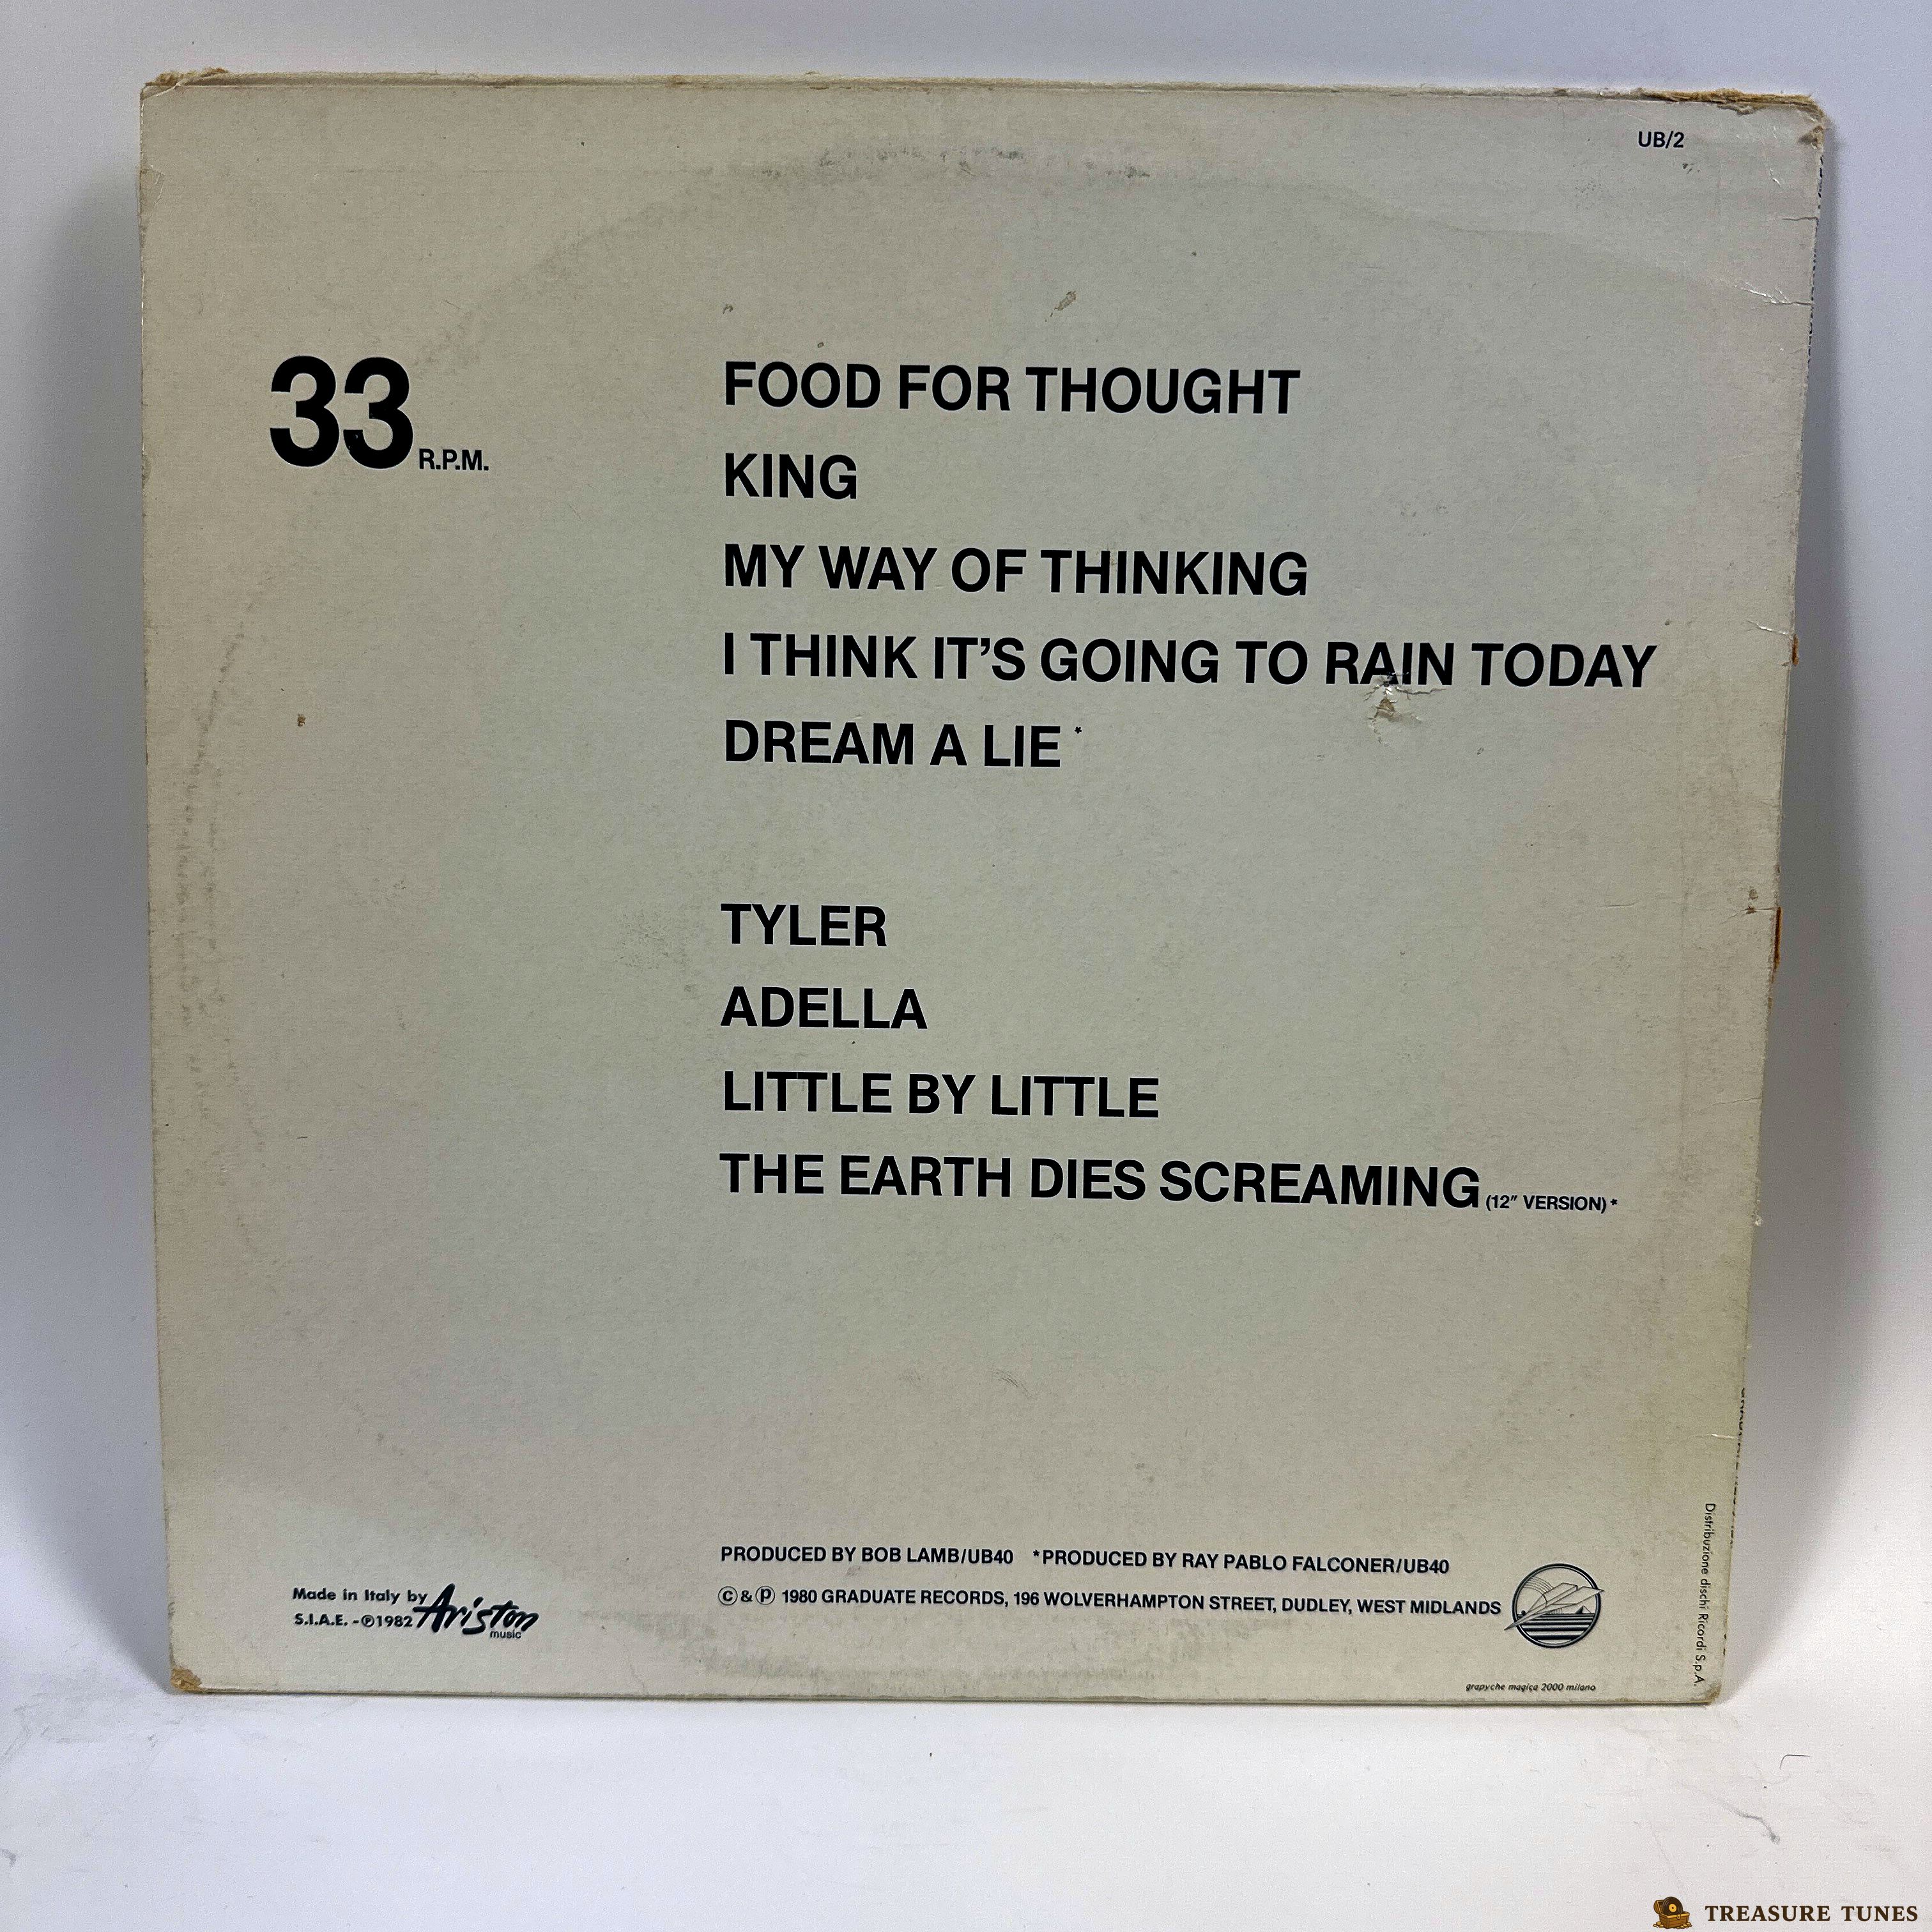 UB/2
33 R.P.M.
FOOD FOR THOUGHT
KING
MY WAY OF THINKING
I THINK IT'S GOING TO RAIN TODAY
DREAM A LIE *
TYLER
ADELLA
LITTLE BY LITTLE
THE EARTH DIES SCREAMING (12" VERSION) *
PRODUCED BY BOB LAMB/UB40 *PRODUCED BY RAY PABLO FALCONER/UB40
© & ℗ 1980 GRADUATE RECORDS, 196 WOLVERHAMPTON STREET, DUDLEY, WEST MIDLANDS
Made in Italy by Ariston
S.I.A.E. - ℗1982 music
Distribuzione dischi Ricordi S.p.A.
grapyche magica 2000 milano
TREASURE TUNES